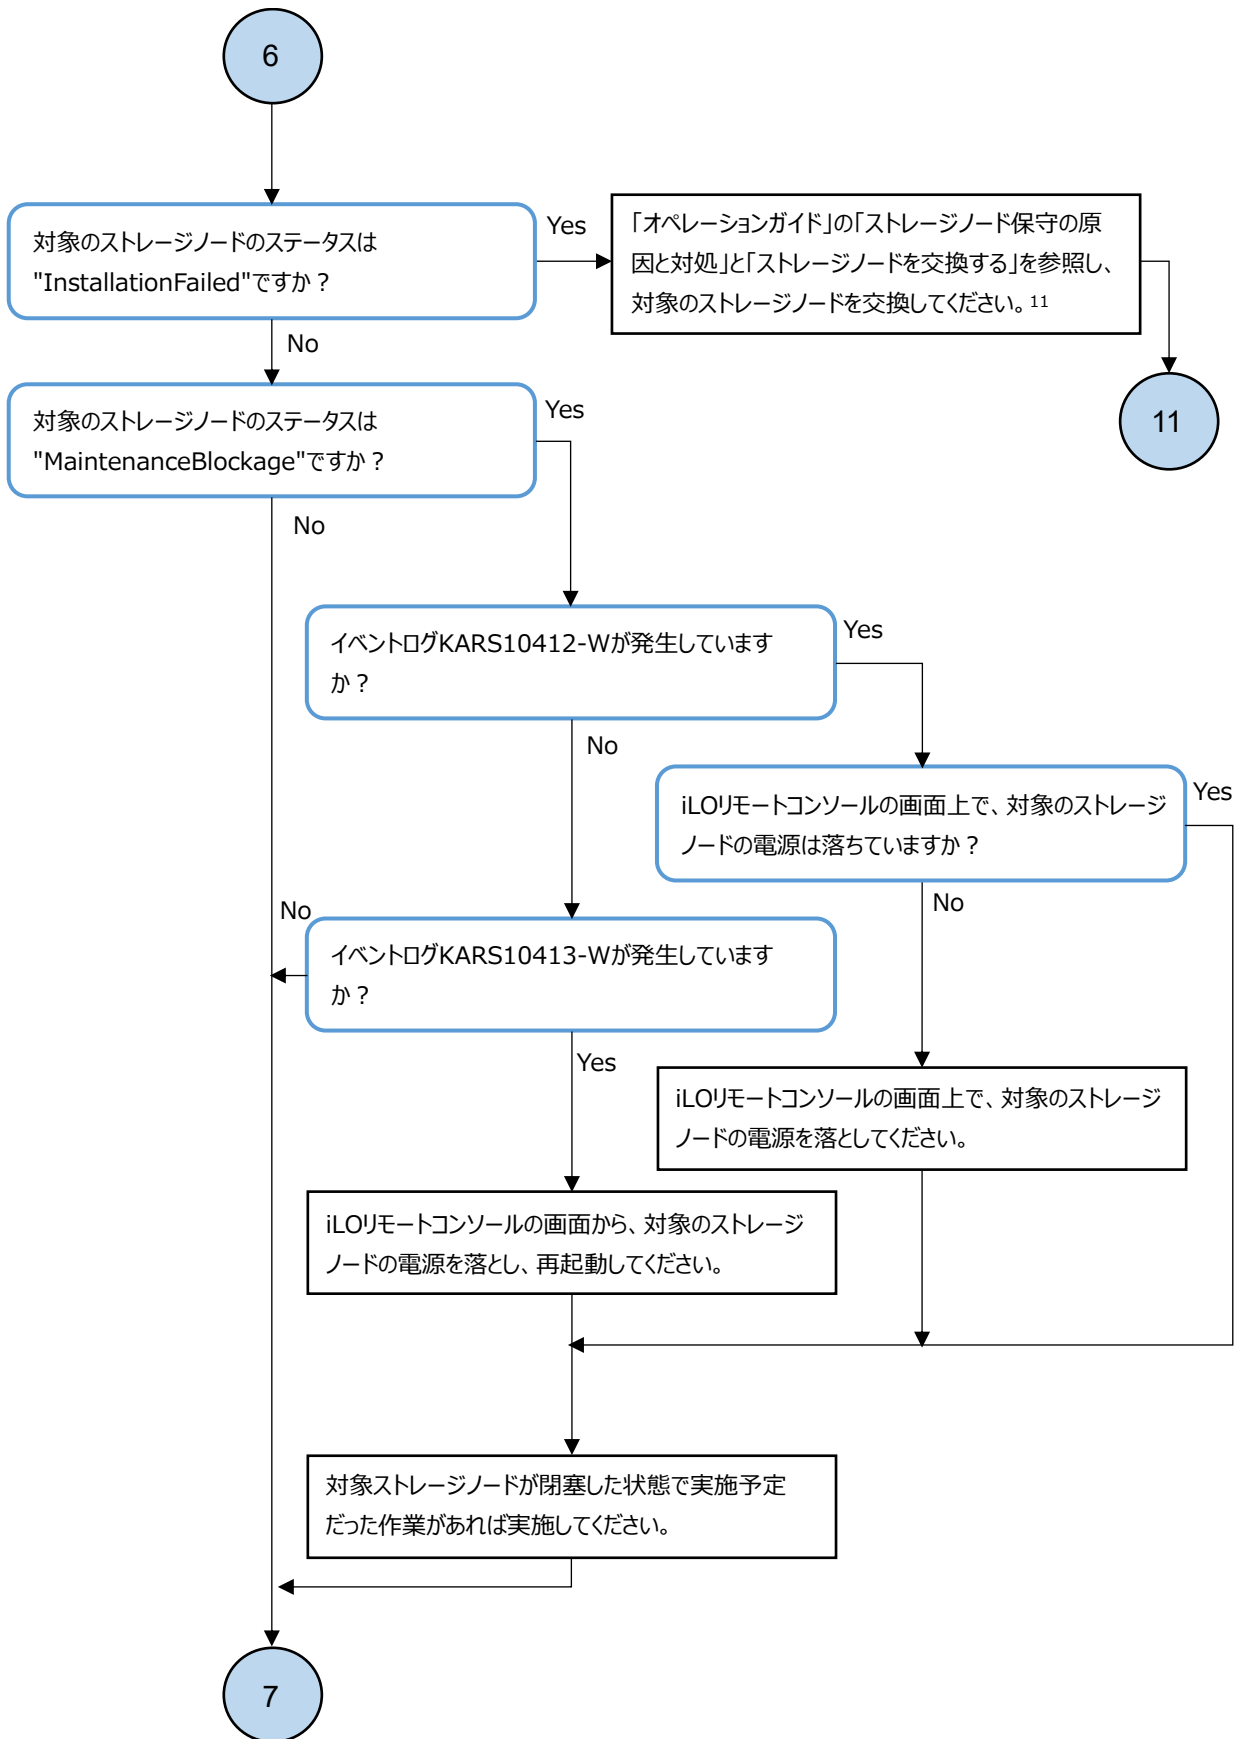 6
対象のストレージノードのステータスは
"InstallationFailed"ですか？
Yes
「オペレーションガイド」の「ストレージノード保守の原
因と対処」と「ストレージノードを交換する」を参照し、
対象のストレージノードを交換してください。11
11
No
対象のストレージノードのステータスは
"MaintenanceBlockage"ですか？
Yes
No
イベントログKARS10412-Wが発生しています
か？
Yes
No
iLOリモートコンソールの画面上で、対象のストレージ
ノードの電源は落ちていますか？
Yes
No
No
イベントログKARS10413-Wが発生しています
か？
Yes
iLOリモートコンソールの画面上で、対象のストレージ
ノードの電源を落としてください。
iLOリモートコンソールの画面から、対象のストレージ
ノードの電源を落とし、再起動してください。
対象ストレージノードが閉塞した状態で実施予定
だった作業があれば実施してください。
7